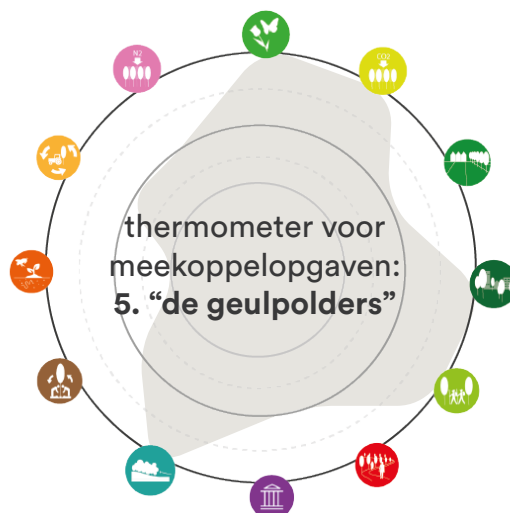 N2
CO2
thermometer voor
meekoppelopgaven:
5. “de geulpolders”